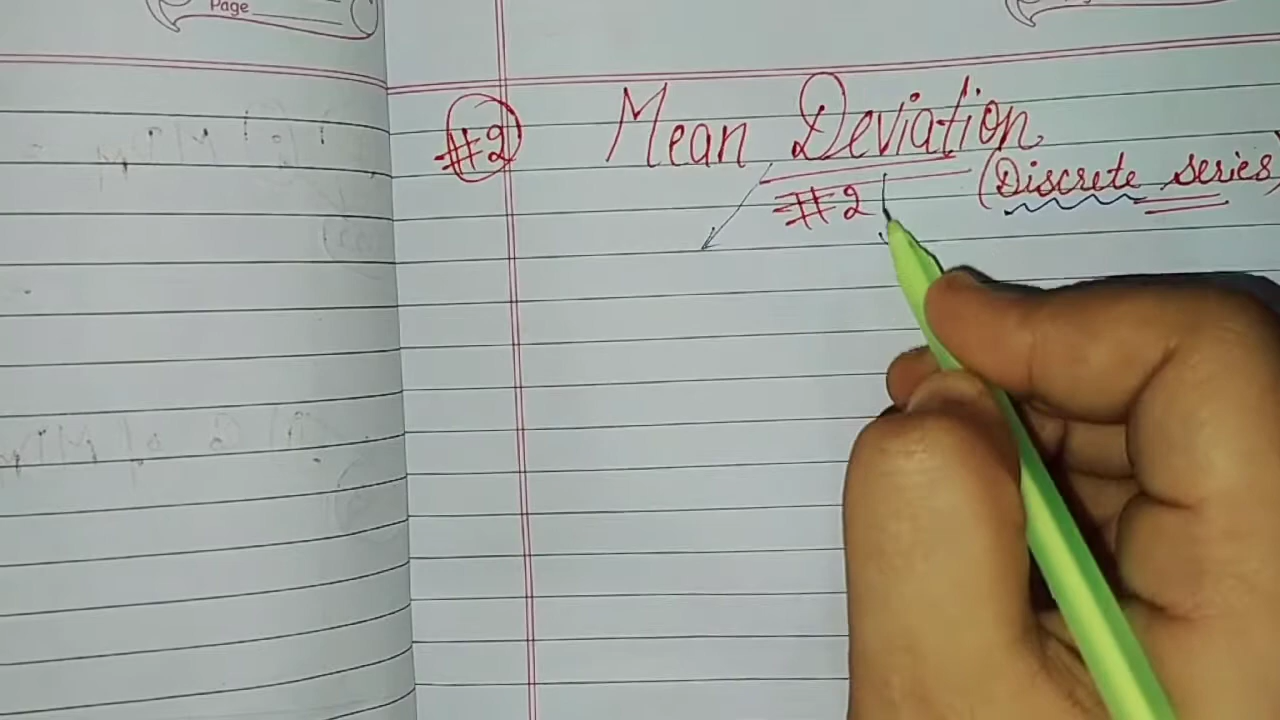 Page
#2 Mean Deviation
(Discrete series)
#2